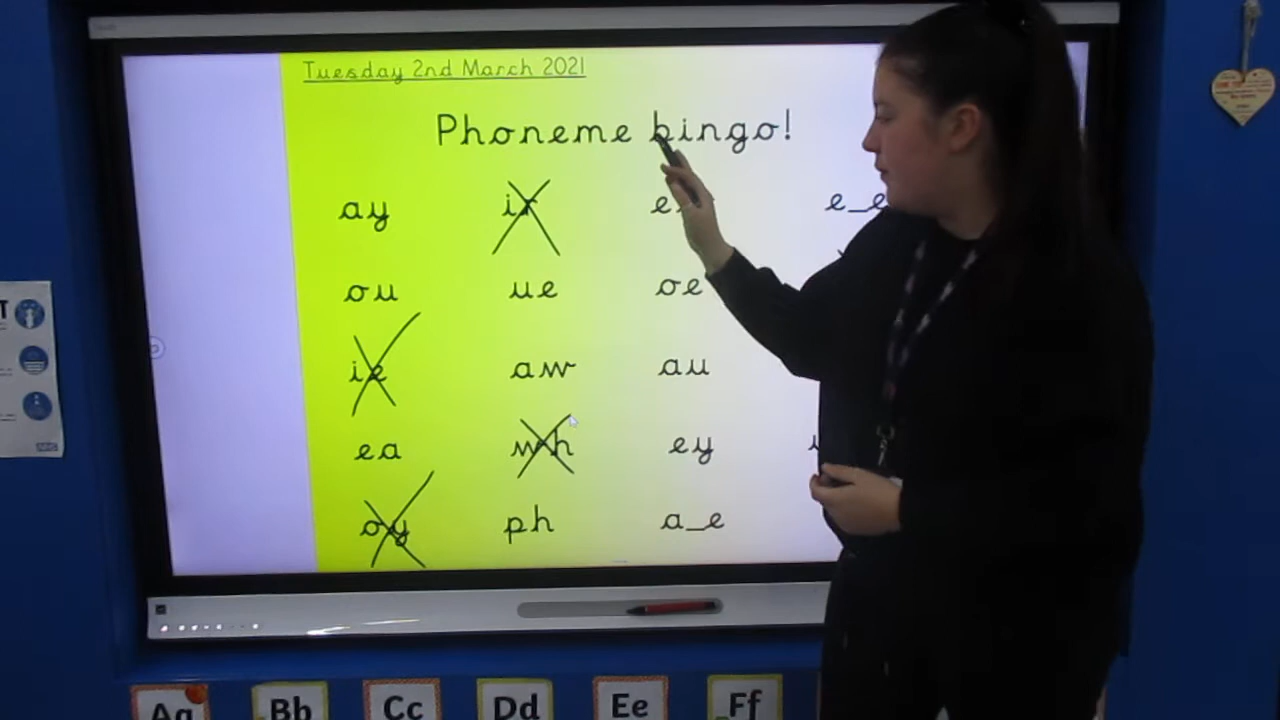 Tuesday 2nd March 2021
Phoneme bingo!
ay ir e_e
ou ue oe
ie aw au
ea wh ey
oy ph a_e
Aa Bb Cc Dd Ee Ff